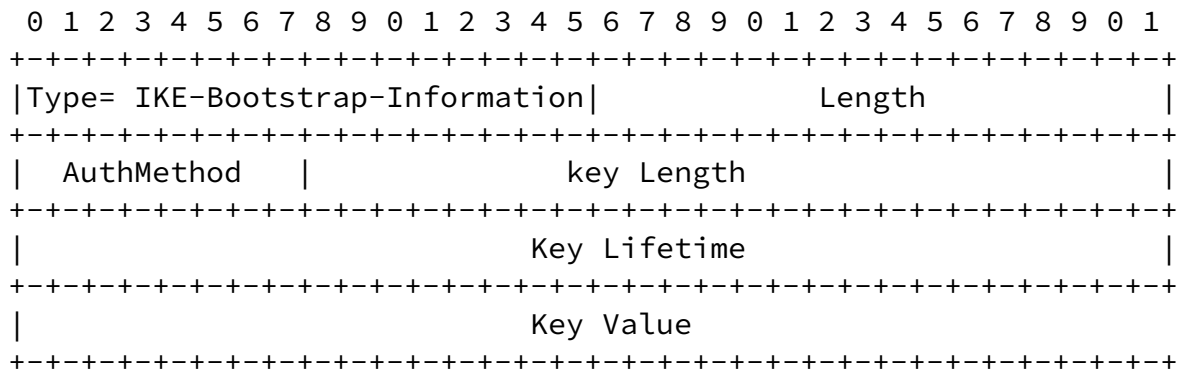 0 1 2 3 4 5 6 7 8 9 0 1 2 3 4 5 6 7 8 9 0 1 2 3 4 5 6 7 8 9 0 1
+-+-+-+-+-+-+-+-+-+-+-+-+-+-+-+-+-+-+-+-+-+-+-+-+-+-+-+-+-+-+-+-+
|Type= IKE-Bootstrap-Information|            Length             |
+-+-+-+-+-+-+-+-+-+-+-+-+-+-+-+-+-+-+-+-+-+-+-+-+-+-+-+-+-+-+-+-+
|  AuthMethod   |              key Length                       |
+-+-+-+-+-+-+-+-+-+-+-+-+-+-+-+-+-+-+-+-+-+-+-+-+-+-+-+-+-+-+-+-+
|                            Key Lifetime                       |
+-+-+-+-+-+-+-+-+-+-+-+-+-+-+-+-+-+-+-+-+-+-+-+-+-+-+-+-+-+-+-+-+
|                            Key Value
+-+-+-+-+-+-+-+-+-+-+-+-+-+-+-+-+-+-+-+-+-+-+-+-+-+-+-+-+-+-+-+-+